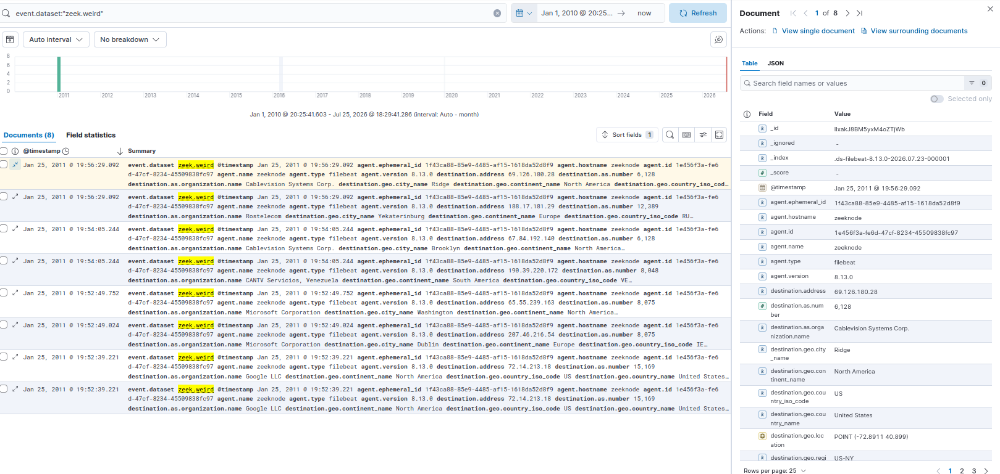 event.dataset:"zeek.weird"
Jan 1, 2010 @ 20:25... → now
Refresh
Auto interval
No breakdown
8
6
4
2
0
2011 2012 2013 2014 2015 2016 2017 2018 2019 2020 2021 2022 2023 2024 2025 2026
Jan 1, 2010 @ 20:25:41.603 - Jul 25, 2026 @ 18:29:41.286 (interval: Auto - month)
Documents (8) Field statistics
Sort fields 1
@timestamp Summary
Jan 25, 2011 @ 19:56:29.092
event.dataset zeek.weird @timestamp Jan 25, 2011 @ 19:56:29.092 agent.ephemeral_id 1f43ca88-85e9-4485-af15-1618da52d8f9 agent.hostname zeeknode agent.id 1e456f3a-fe6
d-47cf-8234-45509838fc97 agent.name zeeknode agent.type filebeat agent.version 8.13.0 destination.address 69.126.180.28 destination.as.number 6,128
destination.as.organization.name Cablevision Systems Corp. destination.geo.city_name Ridge destination.geo.continent_name North America destination.geo.country_iso_cod…
Jan 25, 2011 @ 19:56:29.092
event.dataset zeek.weird @timestamp Jan 25, 2011 @ 19:56:29.092 agent.ephemeral_id 1f43ca88-85e9-4485-af15-1618da52d8f9 agent.hostname zeeknode agent.id 1e456f3a-fe6
d-47cf-8234-45509838fc97 agent.name zeeknode agent.type filebeat agent.version 8.13.0 destination.address 188.17.181.29 destination.as.number 12,389
destination.as.organization.name Rostelecom destination.geo.city_name Yekaterinburg destination.geo.continent_name Europe destination.geo.country_iso_code RU…
Jan 25, 2011 @ 19:54:05.244
event.dataset zeek.weird @timestamp Jan 25, 2011 @ 19:54:05.244 agent.ephemeral_id 1f43ca88-85e9-4485-af15-1618da52d8f9 agent.hostname zeeknode agent.id 1e456f3a-fe6
d-47cf-8234-45509838fc97 agent.name zeeknode agent.type filebeat agent.version 8.13.0 destination.address 67.84.192.140 destination.as.number 6,128
destination.as.organization.name Cablevision Systems Corp. destination.geo.city_name Brooklyn destination.geo.continent_name North America…
Jan 25, 2011 @ 19:54:05.244
event.dataset zeek.weird @timestamp Jan 25, 2011 @ 19:54:05.244 agent.ephemeral_id 1f43ca88-85e9-4485-af15-1618da52d8f9 agent.hostname zeeknode agent.id 1e456f3a-fe6
d-47cf-8234-45509838fc97 agent.name zeeknode agent.type filebeat agent.version 8.13.0 destination.address 190.39.220.172 destination.as.number 8,048
destination.as.organization.name CANTV Servicios, Venezuela destination.geo.continent_name South America destination.geo.country_iso_code VE…
Jan 25, 2011 @ 19:52:49.752
event.dataset zeek.weird @timestamp Jan 25, 2011 @ 19:52:49.752 agent.ephemeral_id 1f43ca88-85e9-4485-af15-1618da52d8f9 agent.hostname zeeknode agent.id 1e456f3a-fe6
d-47cf-8234-45509838fc97 agent.name zeeknode agent.type filebeat agent.version 8.13.0 destination.address 65.55.239.163 destination.as.number 8,075
destination.as.organization.name Microsoft Corporation destination.geo.city_name Washington destination.geo.continent_name North America…
Jan 25, 2011 @ 19:52:49.024
event.dataset zeek.weird @timestamp Jan 25, 2011 @ 19:52:49.024 agent.ephemeral_id 1f43ca88-85e9-4485-af15-1618da52d8f9 agent.hostname zeeknode agent.id 1e456f3a-fe6
d-47cf-8234-45509838fc97 agent.name zeeknode agent.type filebeat agent.version 8.13.0 destination.address 207.46.216.54 destination.as.number 8,075
destination.as.organization.name Microsoft Corporation destination.geo.city_name Dublin destination.geo.continent_name Europe destination.geo.country_iso_code IE…
Jan 25, 2011 @ 19:52:39.221
event.dataset zeek.weird @timestamp Jan 25, 2011 @ 19:52:39.221 agent.ephemeral_id 1f43ca88-85e9-4485-af15-1618da52d8f9 agent.hostname zeeknode agent.id 1e456f3a-fe6
d-47cf-8234-45509838fc97 agent.name zeeknode agent.type filebeat agent.version 8.13.0 destination.address 72.14.213.18 destination.as.number 15,169
destination.as.organization.name Google LLC destination.geo.continent_name North America destination.geo.country_iso_code US destination.geo.country_name United States…
Jan 25, 2011 @ 19:52:39.221
event.dataset zeek.weird @timestamp Jan 25, 2011 @ 19:52:39.221 agent.ephemeral_id 1f43ca88-85e9-4485-af15-1618da52d8f9 agent.hostname zeeknode agent.id 1e456f3a-fe6
d-47cf-8234-45509838fc97 agent.name zeeknode agent.type filebeat agent.version 8.13.0 destination.address 72.14.213.18 destination.as.number 15,169
destination.as.organization.name Google LLC destination.geo.continent_name North America destination.geo.country_iso_code US destination.geo.country_name United States…
Document 1 of 8
Actions: View single document View surrounding documents
Table JSON
Search field names or values 0
Selected only
Field Value
k _id IlxakJ8BM5yxM4oZTjWb
k _ignored -
k _index .ds-filebeat-8.13.0-2026.07.23-000001
# _score -
@timestamp Jan 25, 2011 @ 19:56:29.092
k agent.ephemeral_id 1f43ca88-85e9-4485-af15-1618da52d8f9
k agent.hostname zeeknode
k agent.id 1e456f3a-fe6d-47cf-8234-45509838fc97
k agent.name zeeknode
k agent.type filebeat
k agent.version 8.13.0
k destination.address 69.126.180.28
# destination.as.num 6,128
ber
k destination.as.orga Cablevision Systems Corp.
nization.name
k destination.geo.city Ridge
_name
k destination.geo.con North America
tinent_name
k destination.geo.cou US
ntry_iso_code
k destination.geo.cou United States
ntry_name
destination.geo.loc POINT (-72.8911 40.899)
ation
k destination.geo.regi US-NY
Rows per page: 25 1 2 3